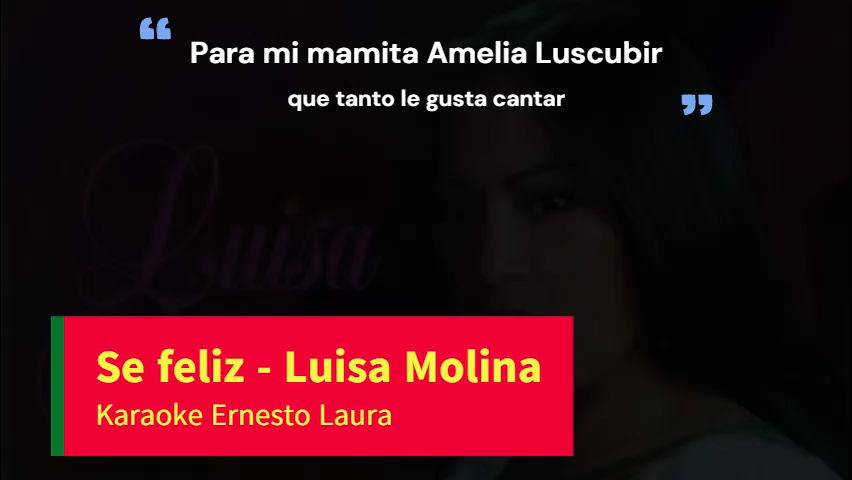 “
Para mi mamita Amelia Luscubir
que tanto le gusta cantar
”
Luisa
Se feliz - Luisa Molina
Karaoke Ernesto Laura